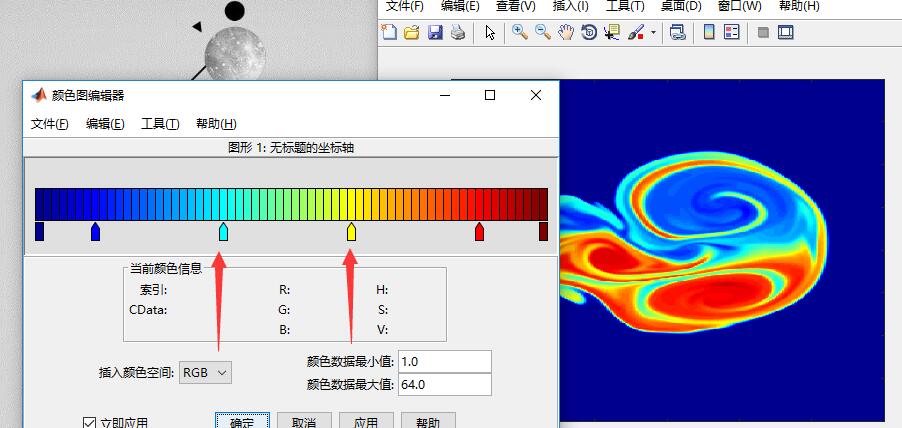 文件(F) 编辑(E) 查看(V) 插入(I) 工具(T) 桌面(D) 窗口(W) 帮助(H)
颜色图编辑器
文件(F) 编辑(E) 工具(T) 帮助(H)
图形 1: 无标题的坐标轴
当前颜色信息
索引: R: H:
CData: G: S:
B: V:
插入颜色空间: RGB
颜色数据最小值: 1.0
颜色数据最大值: 64.0
立即应用 确定 取消 应用 帮助